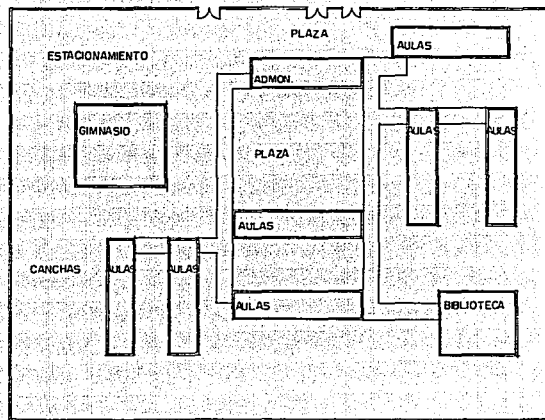 PLAZA
AULAS
ESTACIONAMIENTO
ADMON.
GIMNASIO
AULAS
AULAS
PLAZA
AULAS
CANCHAS
AULAS
AULAS
AULAS
BIBLIOTECA